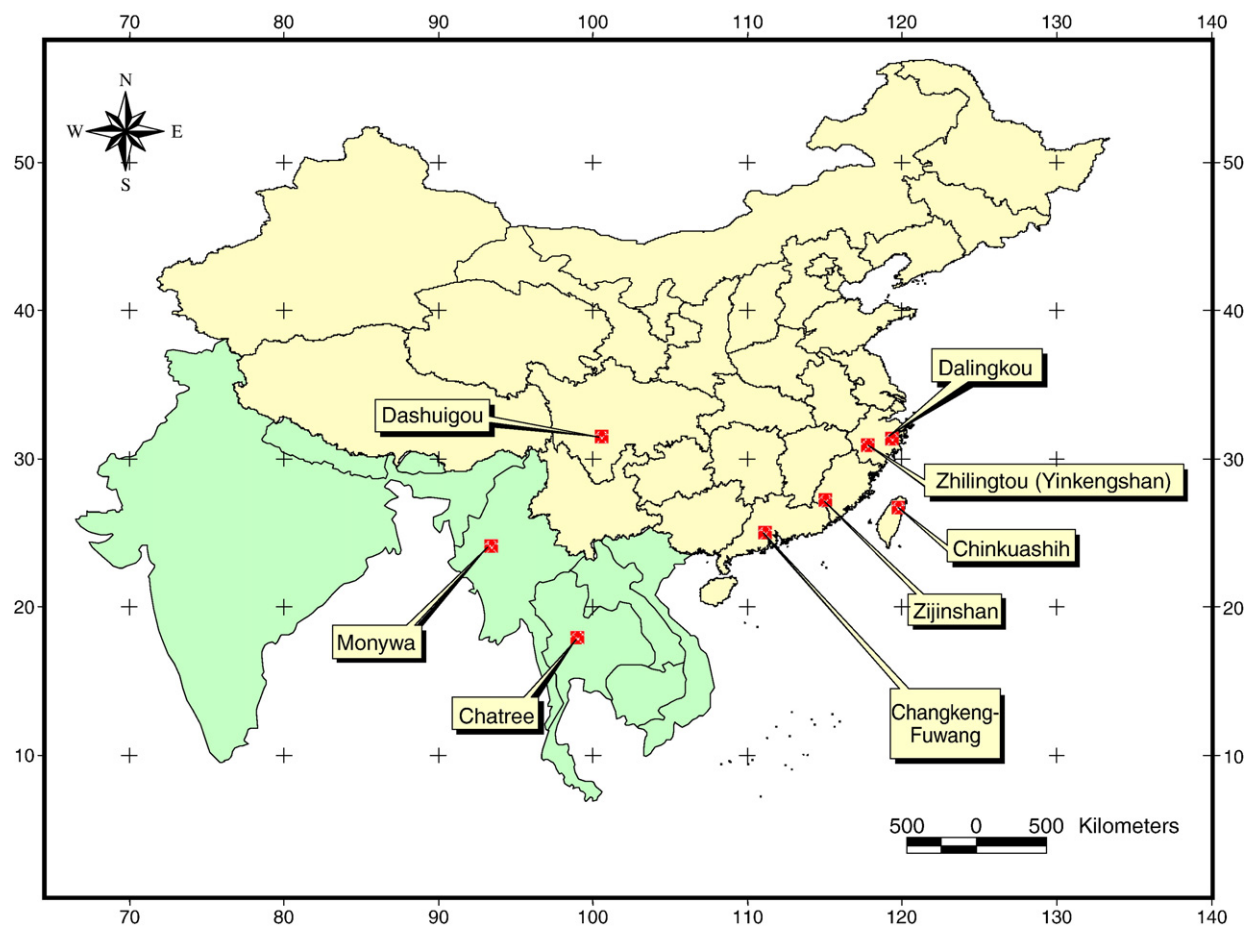 70 80 90 100 110 120 130 140
N
W E
S
50 50
40 40
Dalingkou
Dashuigou
30 30
Zhilingtou (Yinkengshan)
Chinkuashih
20 Zijinshan 20
Monywa
Chatree
Changkeng-
Fuwang
10 10
500 0 500 Kilometers
70 80 90 100 110 120 130 140